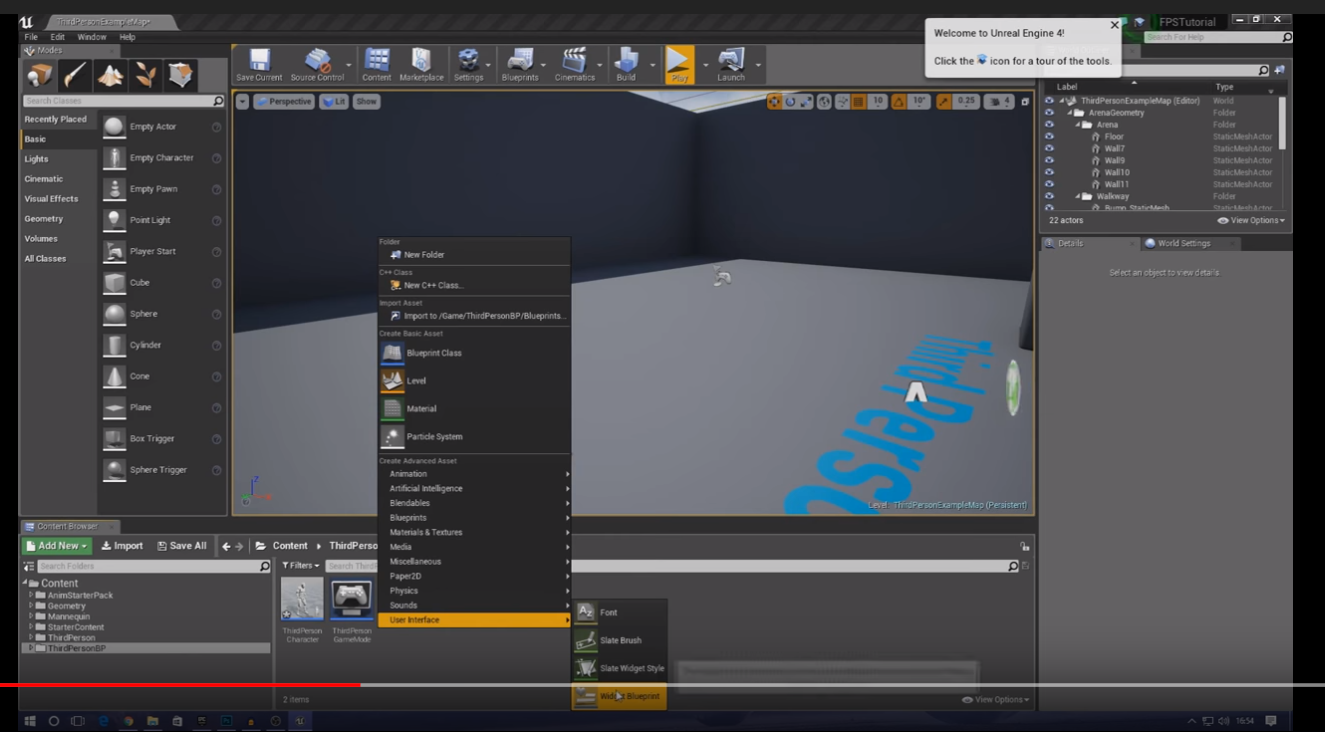 ThirdPersonExampleMap
FPSTutorial
File Edit Window Help
Search For Help
Welcome to Unreal Engine 4!
Click the icon for a tour of the tools.
Modes
Save Current Source Control Content Marketplace Settings Blueprints Cinematics Build Play Launch
Search Classes
Recently Placed
Basic
Lights
Cinematic
Visual Effects
Geometry
Volumes
All Classes
Empty Actor
Empty Character
Empty Pawn
Point Light
Player Start
Cube
Sphere
Cylinder
Cone
Plane
Box Trigger
Sphere Trigger
Perspective Lit Show
10 10° 0.25 4
Label Type
ThirdPersonExampleMap (Editor) World
ArenaGeometry Folder
Arena Folder
Floor StaticMeshActor
Wall7 StaticMeshActor
Wall9 StaticMeshActor
Wall10 StaticMeshActor
Wall11 StaticMeshActor
Walkway Folder
Bump_StaticMesh StaticMeshActor
22 actors View Options
Details World Settings
Select an object to view details.
Folder
New Folder
C++ Class
New C++ Class...
Import Asset
Import to /Game/ThirdPersonBP/Blueprints...
Create Basic Asset
Blueprint Class
Level
Material
Particle System
Create Advanced Asset
Animation
Artificial Intelligence
Blendables
Blueprints
Materials & Textures
Media
Miscellaneous
Paper2D
Physics
Sounds
User Interface
Font
Slate Brush
Slate Widget Style
Widget Blueprint
Third Perso
Z
Level: ThirdPersonExampleMap (Persistent)
Content Browser
Add New Import Save All Content ThirdPerso
Search Folders
Filters Search Third
Content
AnimStarterPack
Geometry
Mannequin
StarterContent
ThirdPerson
ThirdPersonBP
ThirdPerson Character
ThirdPerson GameMode
2 items View Options
16:54